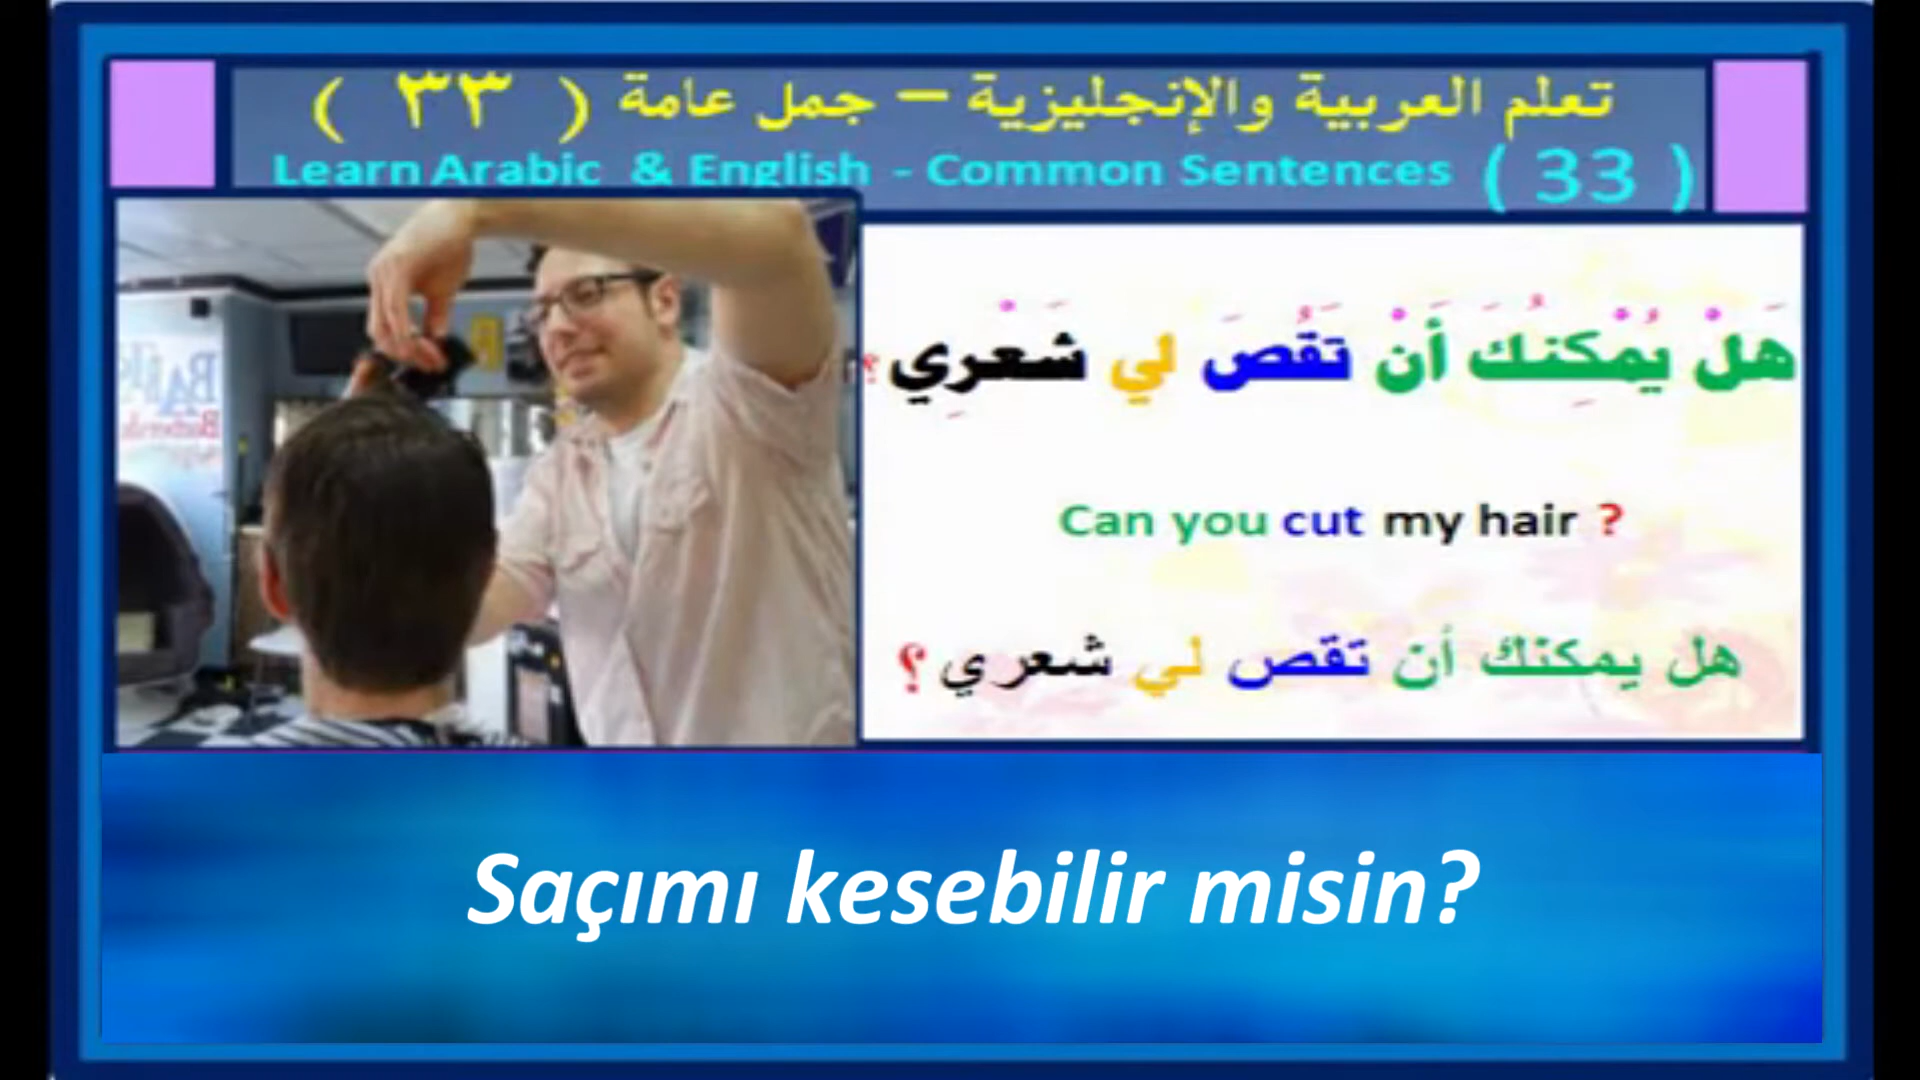 تعلم العربية والإنجليزية – جمل عامة ( ٣٣ )
Learn Arabic & English - Common Sentences ( 33 )
هَلْ يُمْكِنُكَ أَنْ تَقُصَ لي شَعْرِي ؟
Can you cut my hair ?
هل يمكنك أن تقص لي شعري ؟
Saçımı kesebilir misin?